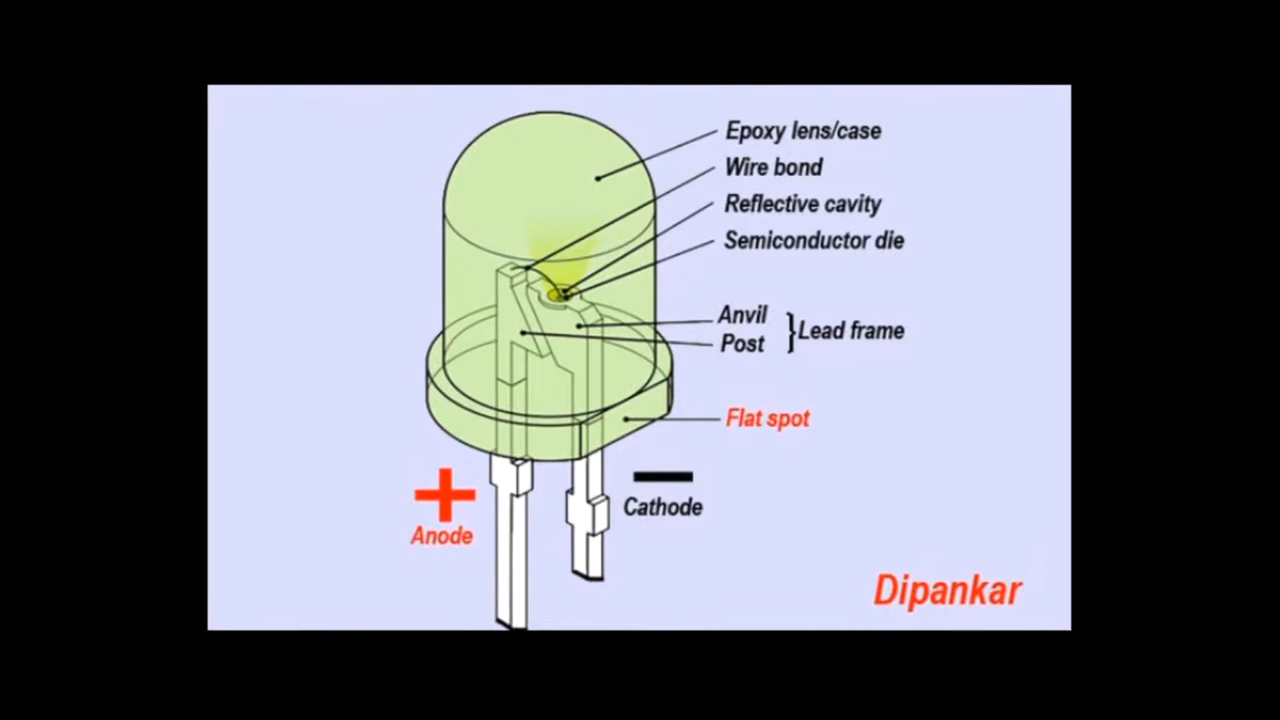 Epoxy lens/case
Wire bond
Reflective cavity
Semiconductor die
Anvil
Post
}Lead frame
Flat spot
+
Anode
−
Cathode
Dipankar